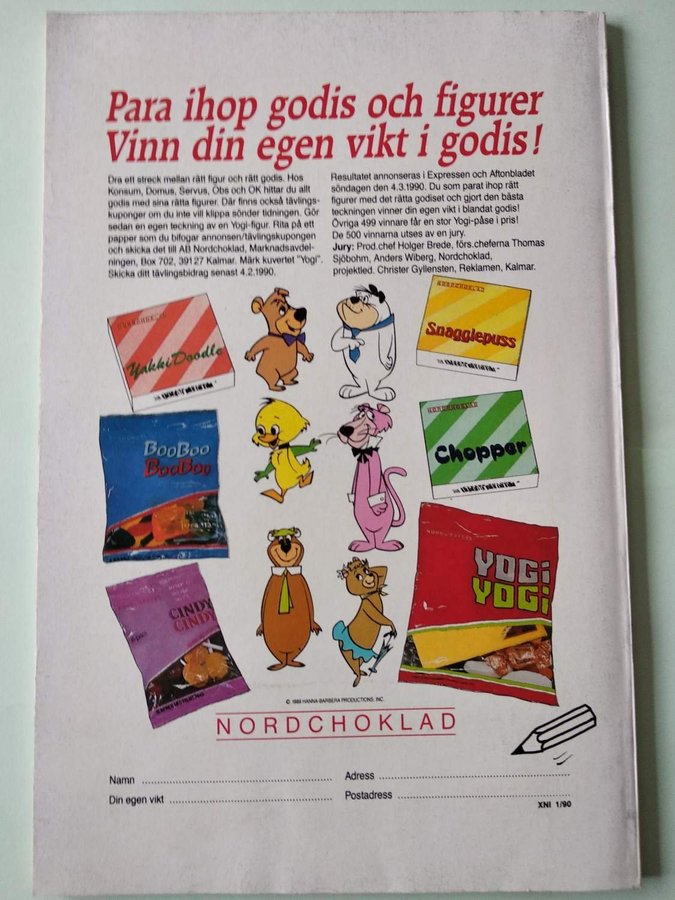 Para ihop godis och figurer
Vinn din egen vikt i godis!
Dra ett streck mellan rätt figur och rätt godis. Hos
Konsum, Domus, Servus, Obs och OK hittar du allt
godis med sina rätta figurer. Där finns också tävlings-
kuponger om du inte vill klippa sönder tidningen. Gör
sedan en egen teckning av en Yogi-figur. Rita på ett
papper som du bifogar annonsen/tävlingskupongen
och skicka det till AB Nordchoklad, Marknadsavdel-
ningen, Box 702, 391 27 Kalmar. Märk kuvertet "Yogi".
Skicka ditt tävlingsbidrag senast 4.2.1990.
Resultatet annonseras i Expressen och Aftonbladet
söndagen den 4.3.1990. Du som parat ihop rätt
figurer med det rätta godiset och gjort den bästa
teckningen vinner din egen vikt i blandat godis!
Övriga 499 vinnare får en stor Yogi-påse i pris!
De 500 vinnarna utses av en jury.
Jury: Prod.chef Holger Brede, förs.cheferna Thomas
Sjöbohm, Anders Wiberg, Nordchoklad,
projektled. Christer Gyllensten, Reklamen, Kalmar.
NORDCHOKLAD
Yakki Doodle
NORDCHOKLAD
Snagglepuss
BooBoo
BooBoo
NORDCHOKLAD
Chopper
CINDY
CINDY
YOGi
YOGi
© 1989 HANNA-BARBERA PRODUCTIONS, INC.
NORDCHOKLAD
Namn
Adress
Din egen vikt
Postadress
XNI 1/90